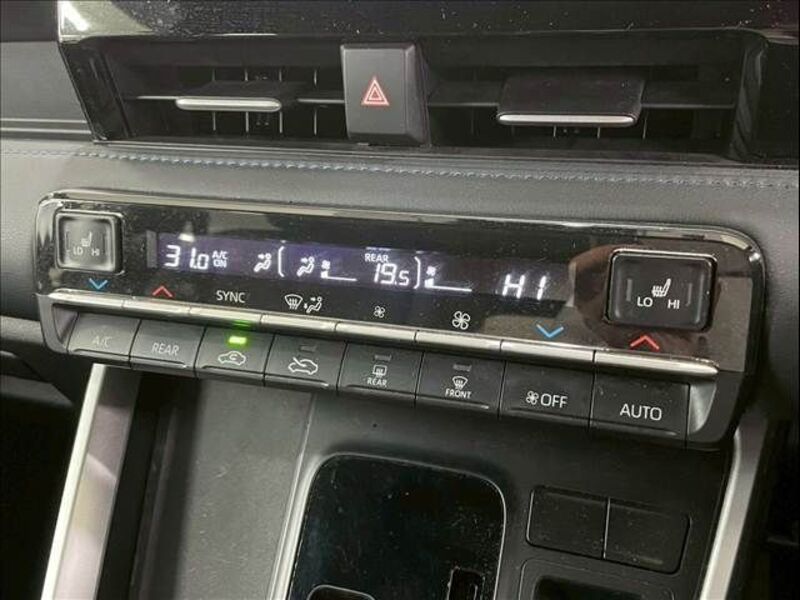 LO HI
31.0 A/C ON
REAR
19.5
HI
LO HI
SYNC
A/C
REAR
REAR
FRONT
OFF
AUTO